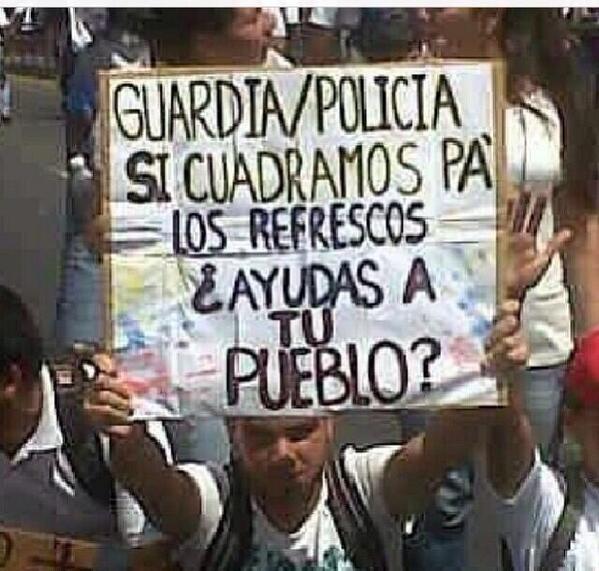 GUARDIA/POLICIA
SI CUADRAMOS PA'
LOS REFRESCOS
¿AYUDAS A
TU
PUEBLO?